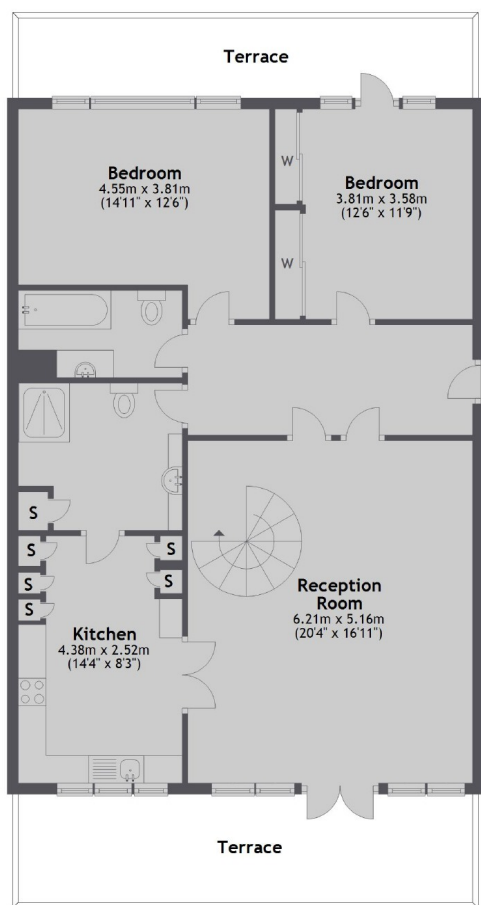 Terrace
Bedroom
4.55m x 3.81m
(14'11" x 12'6")
W
Bedroom
3.81m x 3.58m
(12'6" x 11'9")
W
S
S
S
S
S
S
Reception
Room
6.21m x 5.16m
(20'4" x 16'11")
Kitchen
4.38m x 2.52m
(14'4" x 8'3")
Terrace